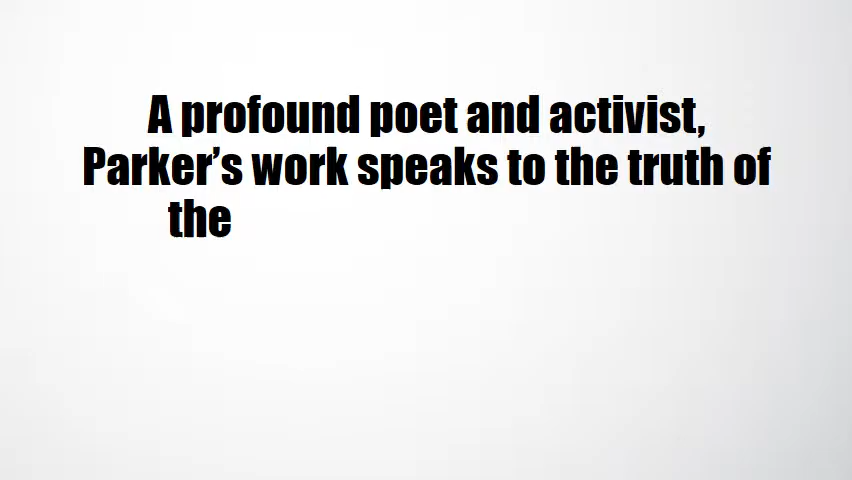 A profound poet and activist,
Parker’s work speaks to the truth of
the